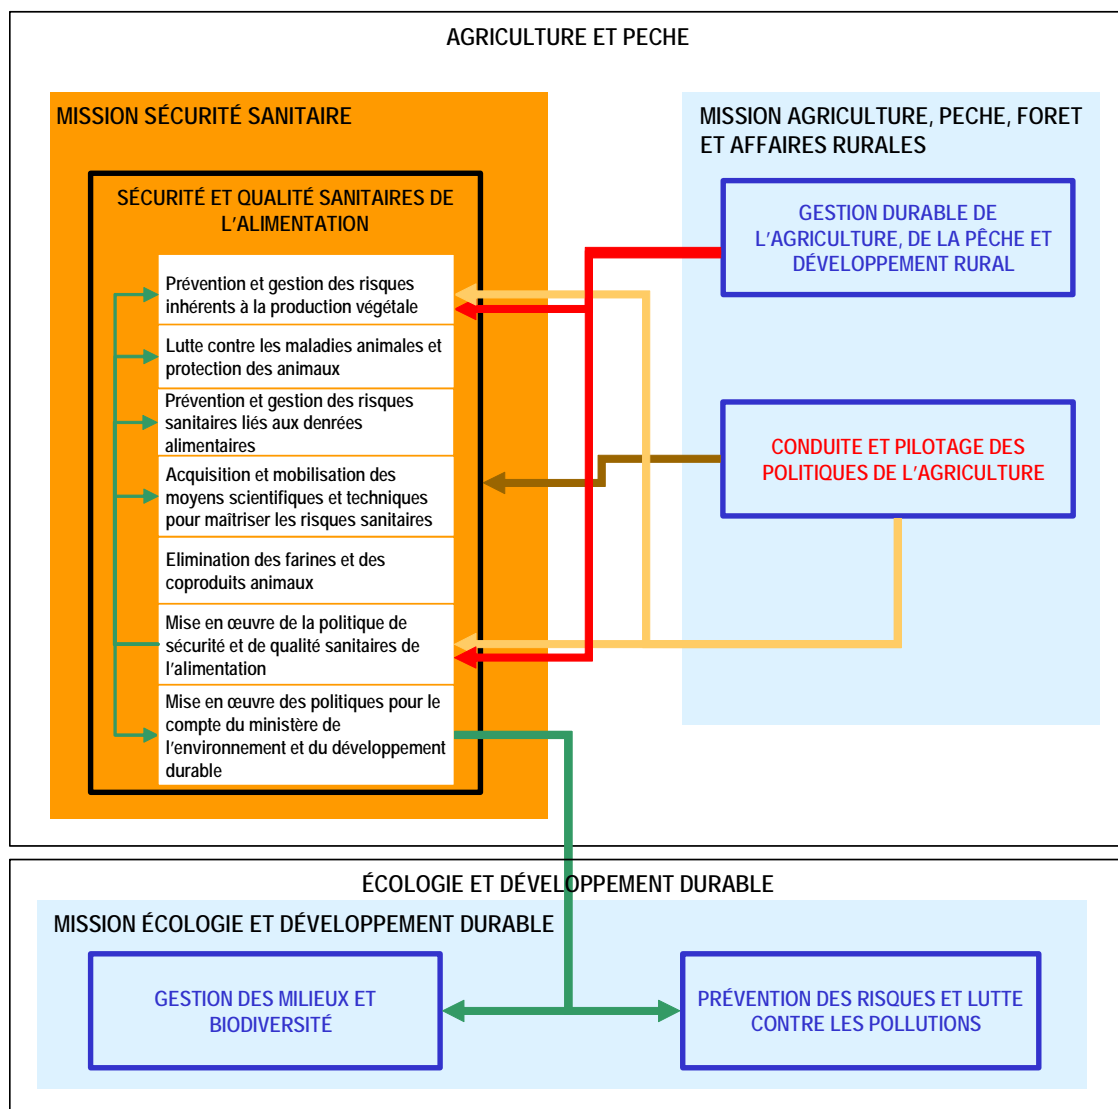 AGRICULTURE ET PECHE
MISSION SÉCURITÉ SANITAIRE
SÉCURITÉ ET QUALITÉ SANITAIRES DE
L'ALIMENTATION
Prévention et gestion des risques
inhérents à la production végétale
Lutte contre les maladies animales et
protection des animaux
Prévention et gestion des risques
sanitaires liés aux denrées
alimentaires
Acquisition et mobilisation des
moyens scientifiques et techniques
pour maîtriser les risques sanitaires
Elimination des farines et des
coproduits animaux
Mise en œuvre de la politique de
sécurité et de qualité sanitaires de
l'alimentation
Mise en œuvre des politiques pour le
compte du ministère de
l'environnement et du développement
durable
MISSION AGRICULTURE, PECHE, FORET
ET AFFAIRES RURALES
GESTION DURABLE DE
L'AGRICULTURE, DE LA PÊCHE ET
DÉVELOPPEMENT RURAL
CONDUITE ET PILOTAGE DES
POLITIQUES DE L'AGRICULTURE
ÉCOLOGIE ET DÉVELOPPEMENT DURABLE
MISSION ÉCOLOGIE ET DÉVELOPPEMENT DURABLE
GESTION DES MILIEUX ET
BIODIVERSITÉ
PRÉVENTION DES RISQUES ET LUTTE
CONTRE LES POLLUTIONS